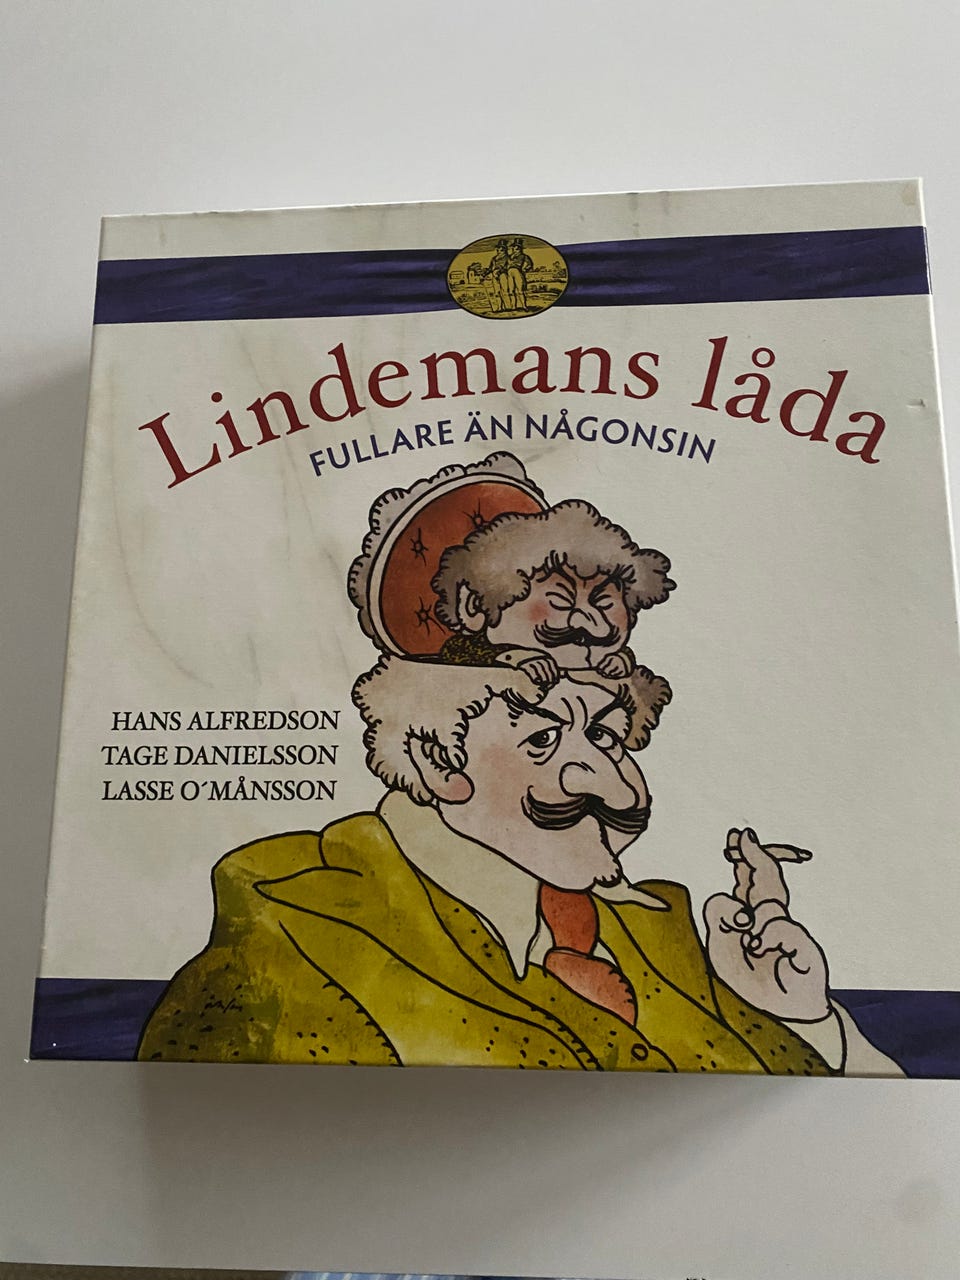 Lindemans låda
FULLARE ÄN NÅGONSIN
HANS ALFREDSON
TAGE DANIELSSON
LASSE O´MÅNSSON